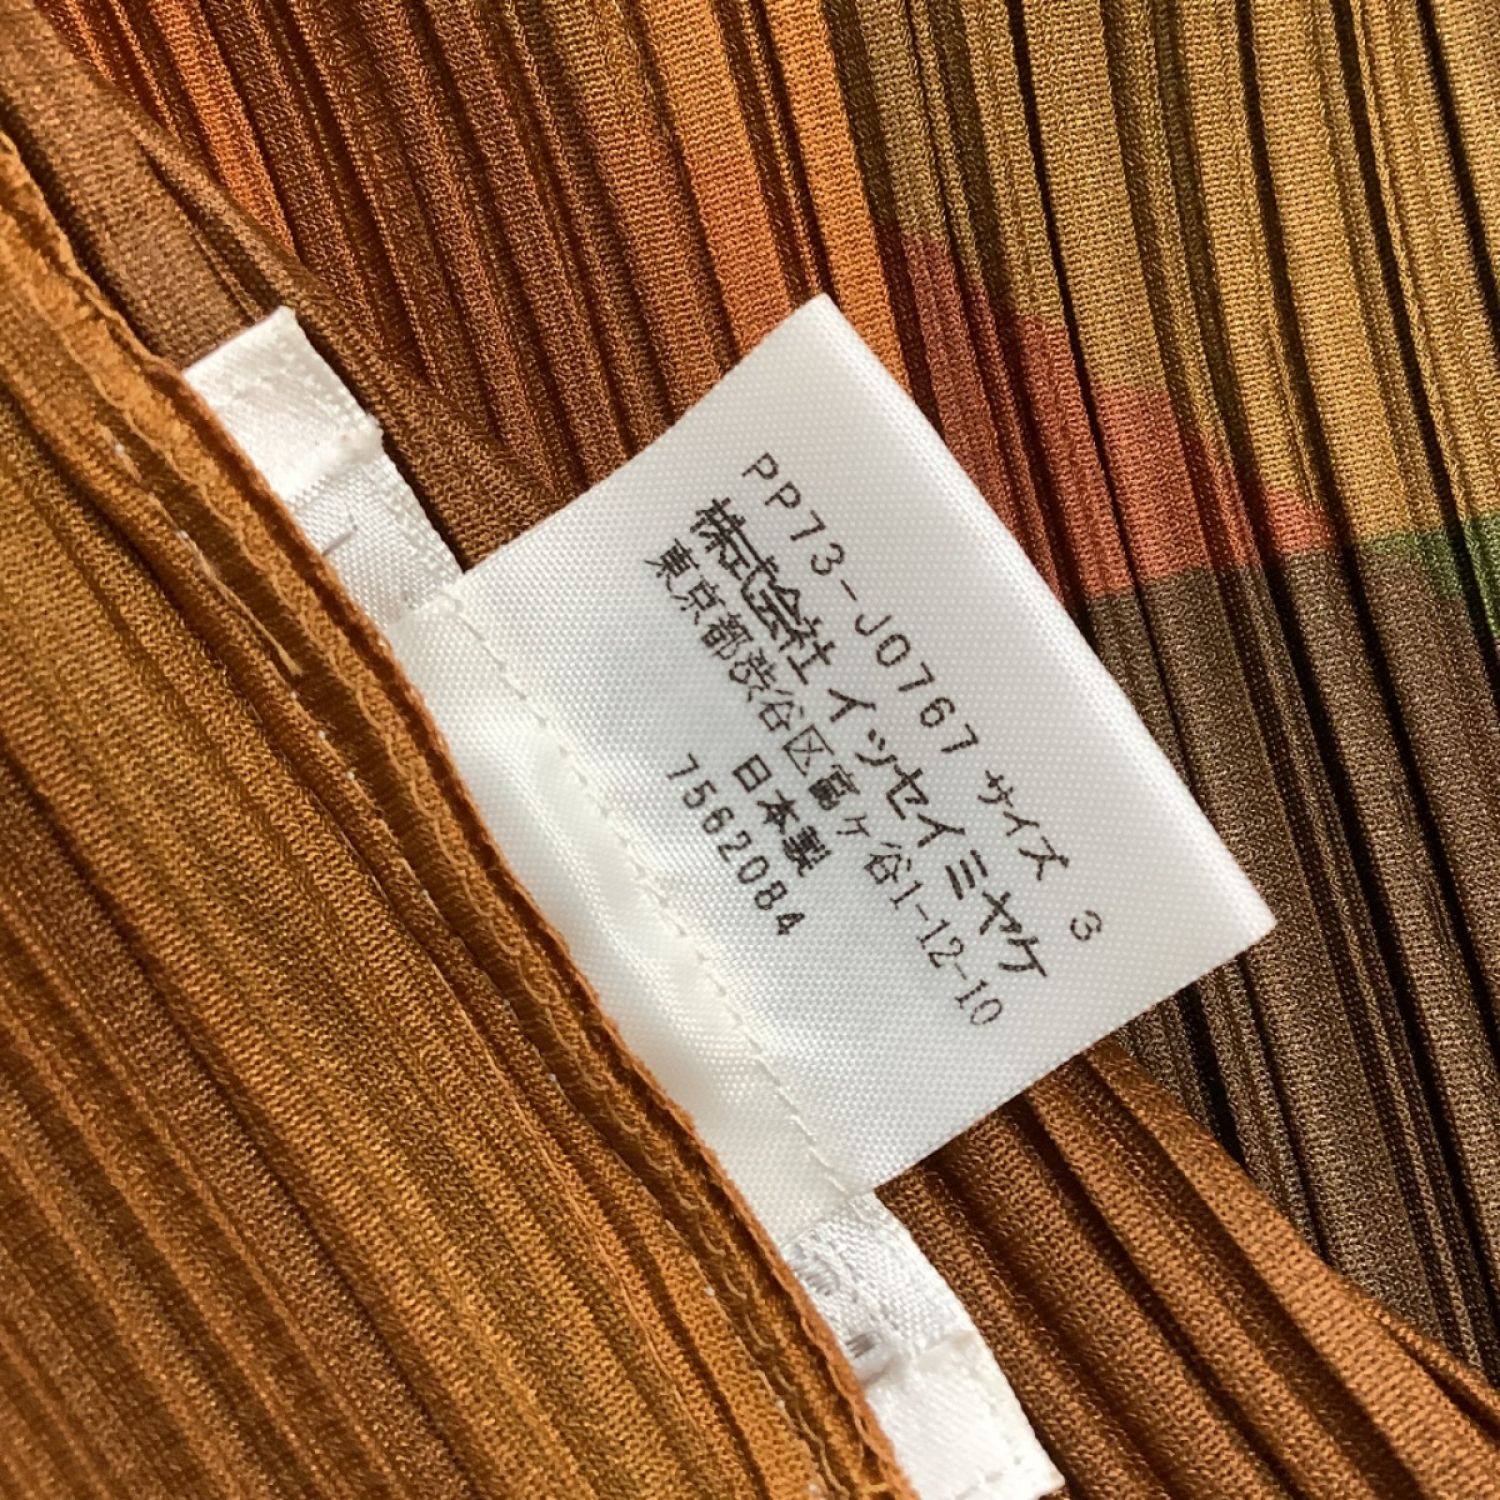 PP73-J0767 サイズ 3
株式会社 イッセイミヤケ
東京都渋谷区富ヶ谷1-12-10
日本製
7562084